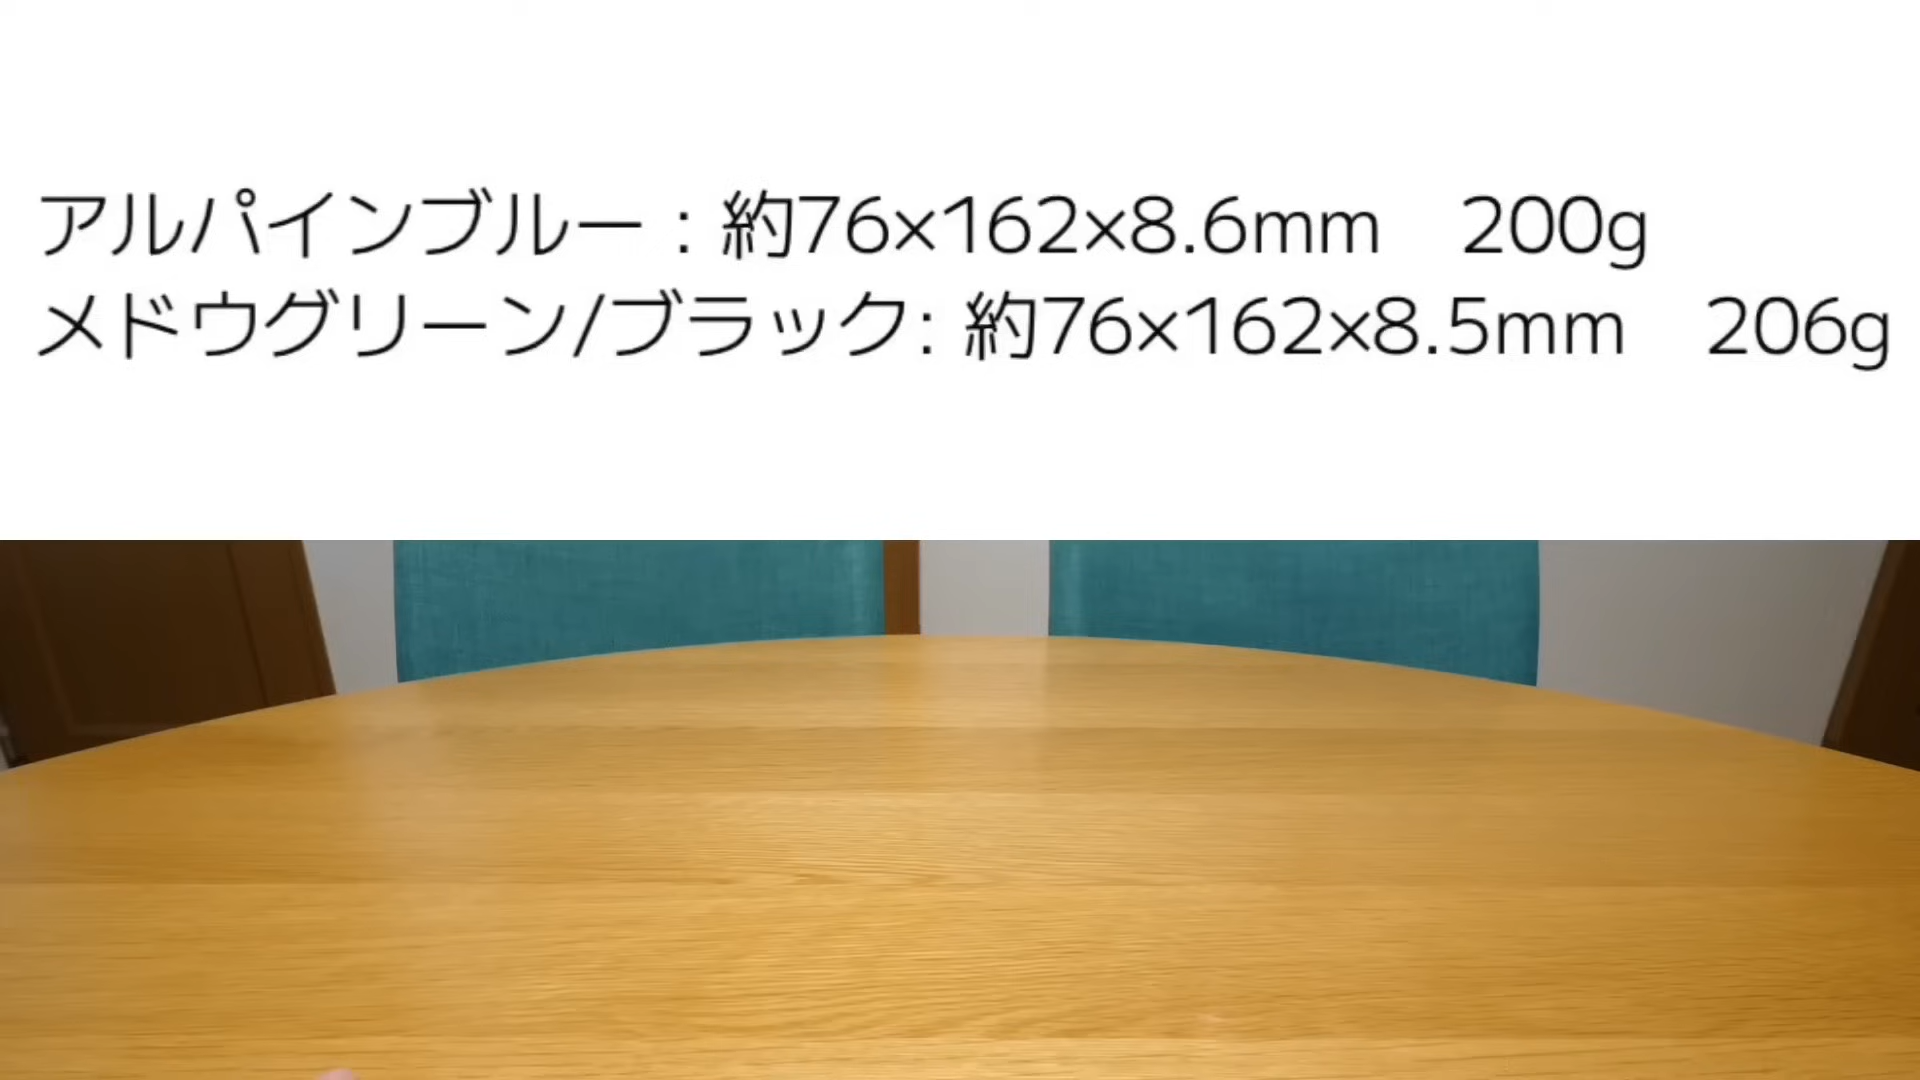 アルパインブルー : 約76×162×8.6mm　200g
メドウグリーン/ブラック: 約76×162×8.5mm　206g